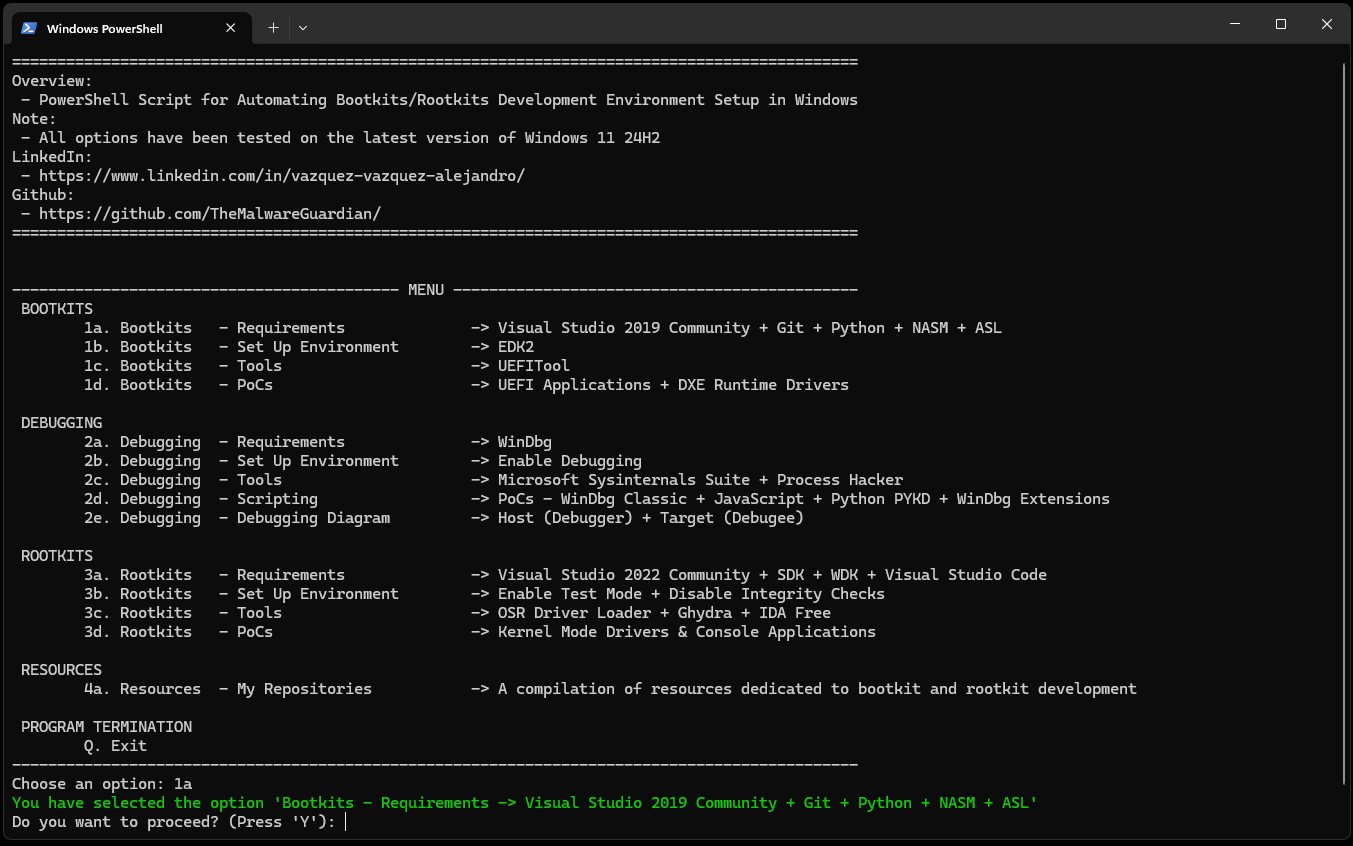 Windows PowerShell
==============================================================================================
Overview:
 - PowerShell Script for Automating Bootkits/Rootkits Development Environment Setup in Windows
Note:
 - All options have been tested on the latest version of Windows 11 24H2
LinkedIn:
 - https://www.linkedin.com/in/vazquez-vazquez-alejandro/
Github:
 - https://github.com/TheMalwareGuardian/
==============================================================================================
------------------------------------------- MENU ---------------------------------------------
 BOOTKITS
        1a. Bootkits   - Requirements              -> Visual Studio 2019 Community + Git + Python + NASM + ASL
        1b. Bootkits   - Set Up Environment        -> EDK2
        1c. Bootkits   - Tools                     -> UEFITool
        1d. Bootkits   - PoCs                      -> UEFI Applications + DXE Runtime Drivers
 DEBUGGING
        2a. Debugging  - Requirements              -> WinDbg
        2b. Debugging  - Set Up Environment        -> Enable Debugging
        2c. Debugging  - Tools                     -> Microsoft Sysinternals Suite + Process Hacker
        2d. Debugging  - Scripting                 -> PoCs - WinDbg Classic + JavaScript + Python PYKD + WinDbg Extensions
        2e. Debugging  - Debugging Diagram         -> Host (Debugger) + Target (Debugee)
 ROOTKITS
        3a. Rootkits   - Requirements              -> Visual Studio 2022 Community + SDK + WDK + Visual Studio Code
        3b. Rootkits   - Set Up Environment        -> Enable Test Mode + Disable Integrity Checks
        3c. Rootkits   - Tools                     -> OSR Driver Loader + Ghydra + IDA Free
        3d. Rootkits   - PoCs                      -> Kernel Mode Drivers & Console Applications
 RESOURCES
        4a. Resources  - My Repositories           -> A compilation of resources dedicated to bootkit and rootkit development
 PROGRAM TERMINATION
        Q. Exit
----------------------------------------------------------------------------------------------
Choose an option: 1a
You have selected the option 'Bootkits - Requirements -> Visual Studio 2019 Community + Git + Python + NASM + ASL'
Do you want to proceed? (Press 'Y'):